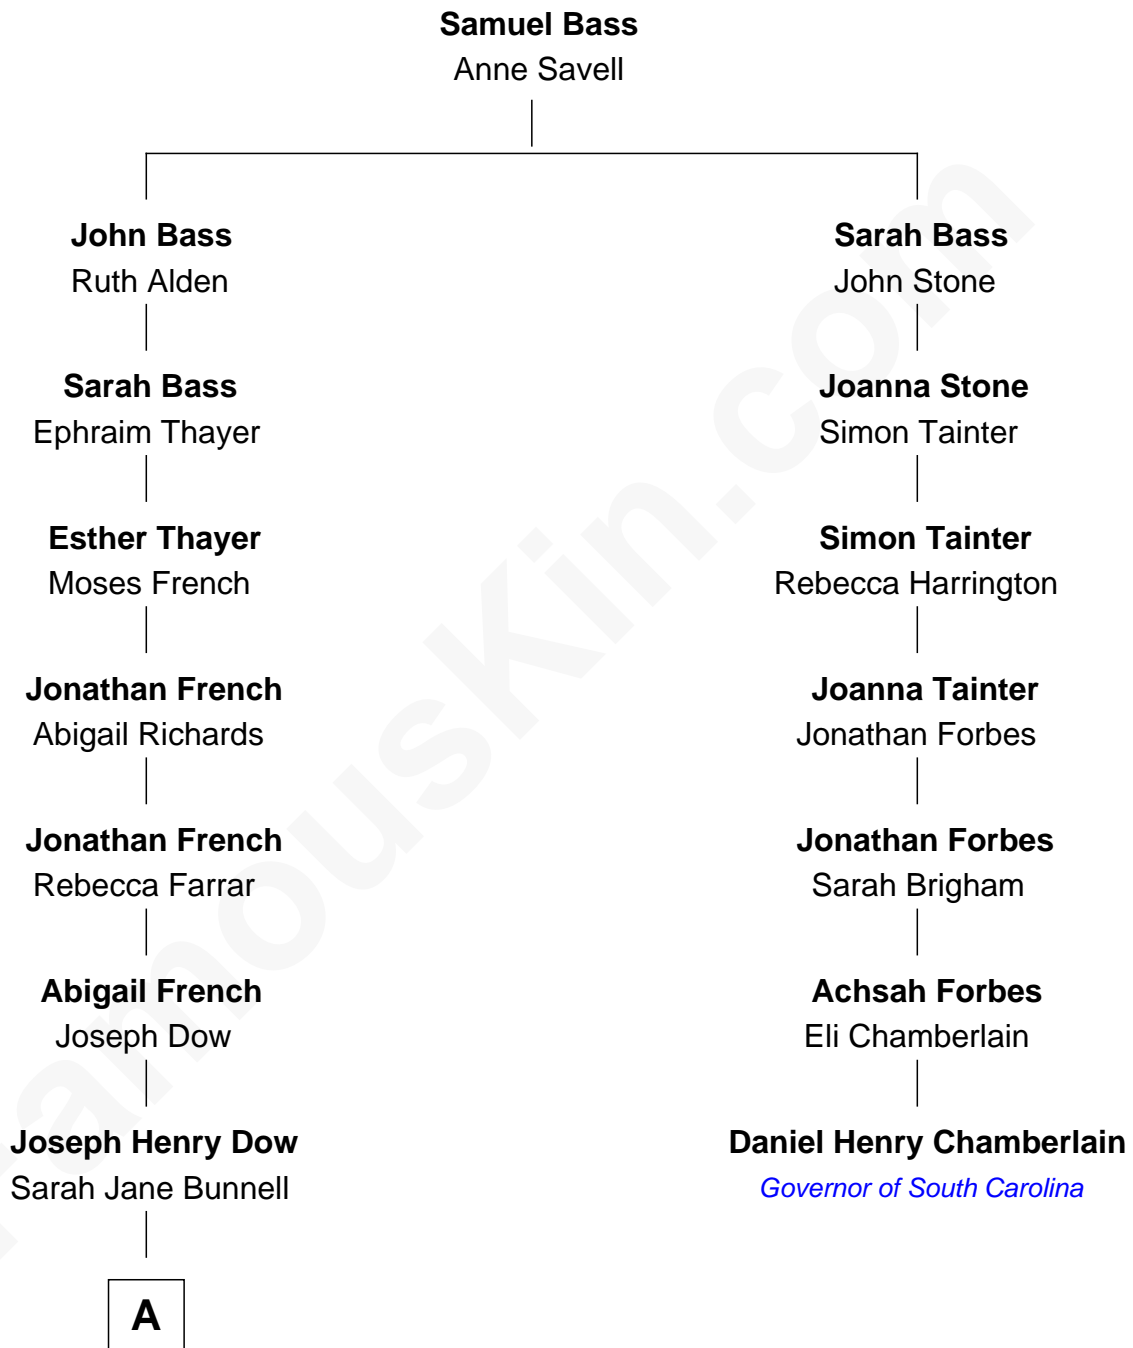 Samuel Bass
Anne Savell
John Bass
Ruth Alden
Sarah Bass
John Stone
Sarah Bass
Ephraim Thayer
Joanna Stone
Simon Tainter
Esther Thayer
Moses French
Simon Tainter
Rebecca Harrington
Jonathan French
Abigail Richards
Joanna Tainter
Jonathan Forbes
Jonathan French
Rebecca Farrar
Jonathan Forbes
Sarah Brigham
Abigail French
Joseph Dow
Achsah Forbes
Eli Chamberlain
Joseph Henry Dow
Sarah Jane Bunnell
Daniel Henry Chamberlain
Governor of South Carolina
A
FamousKin.com